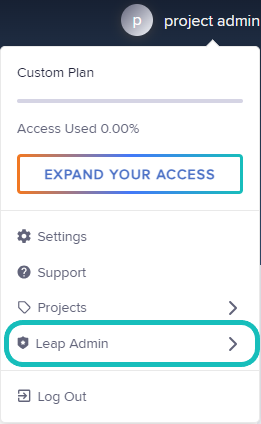 p project admin
Custom Plan
Access Used 0.00%
EXPAND YOUR ACCESS
Settings
Support
Projects
Leap Admin
Log Out